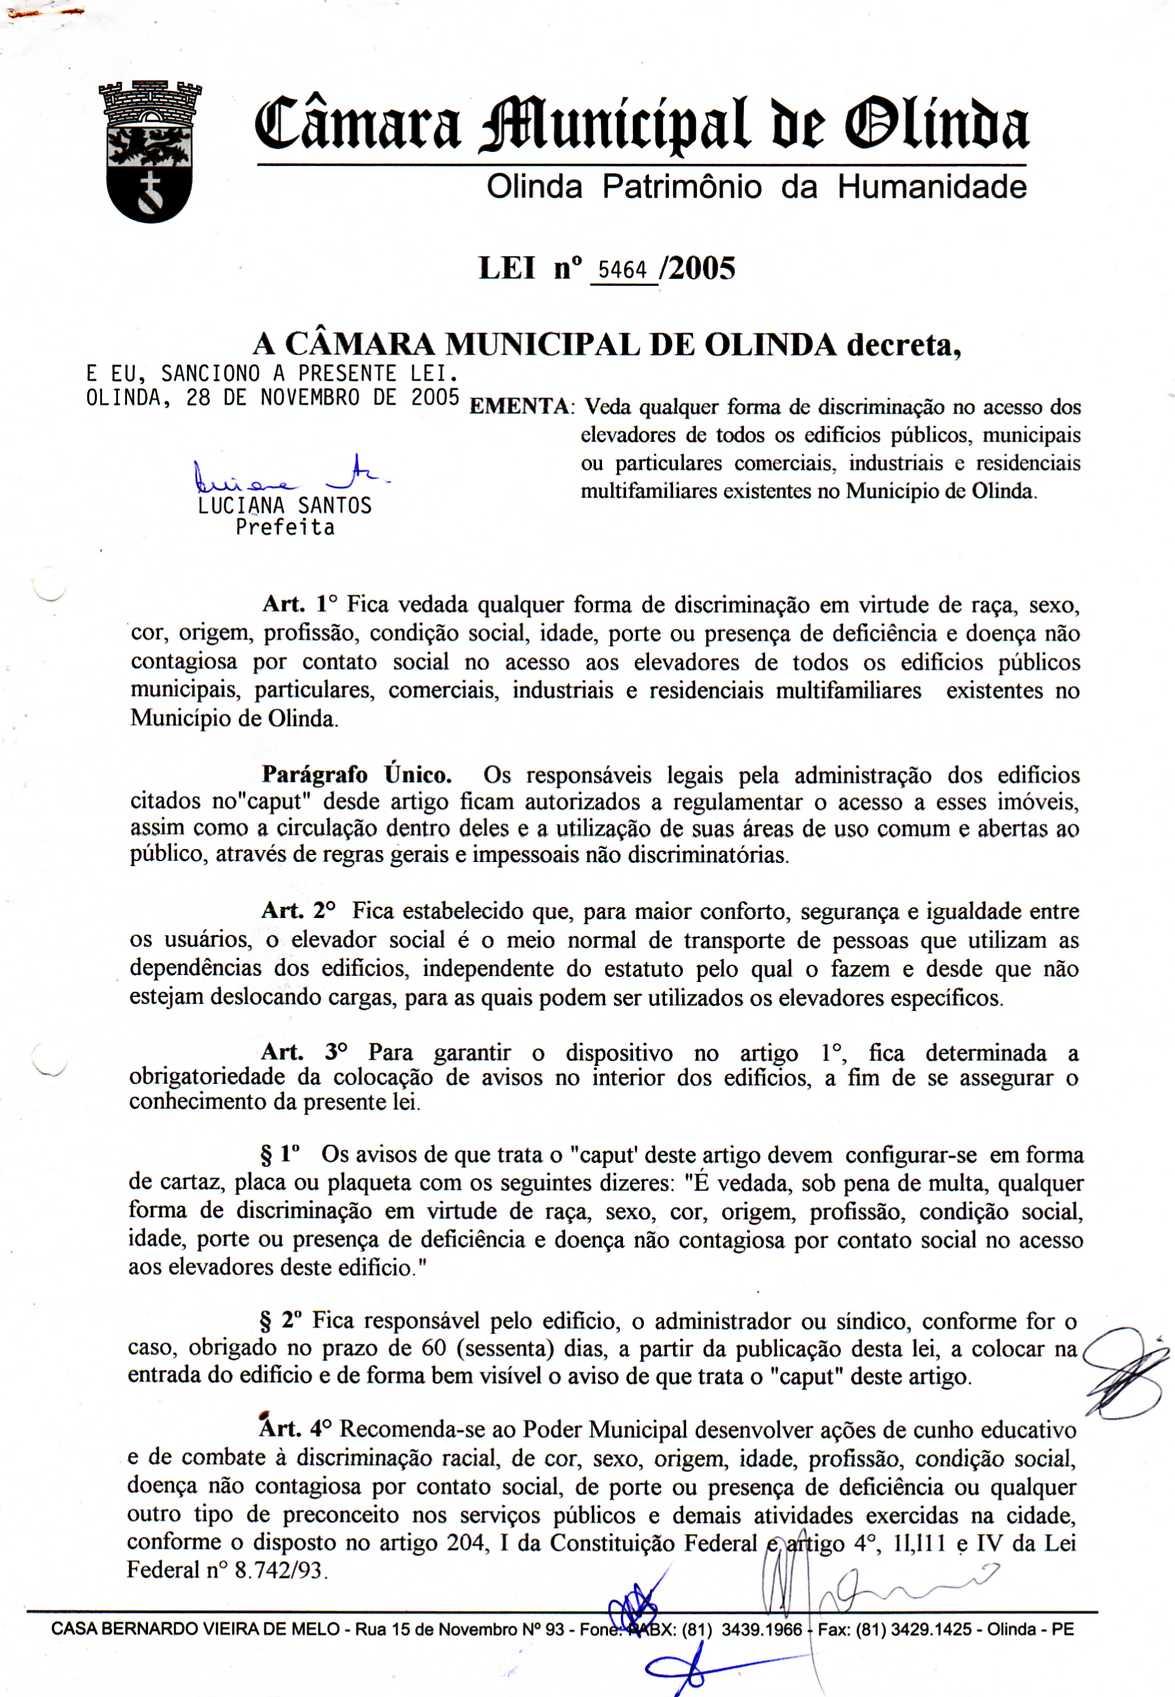 Câmara Municipal de Olinda
Olinda Patrimônio da Humanidade
LEI nº 5464 /2005
A CÂMARA MUNICIPAL DE OLINDA decreta,
E EU, SANCIONO A PRESENTE LEI.
OLINDA, 28 DE NOVEMBRO DE 2005
LUCIANA SANTOS
Prefeita
EMENTA: Veda qualquer forma de discriminação no acesso dos
elevadores de todos os edifícios públicos, municipais
ou particulares comerciais, industriais e residenciais
multifamiliares existentes no Município de Olinda.
Art. 1° Fica vedada qualquer forma de discriminação em virtude de raça, sexo,
cor, origem, profissão, condição social, idade, porte ou presença de deficiência e doença não
contagiosa por contato social no acesso aos elevadores de todos os edifícios públicos
municipais, particulares, comerciais, industriais e residenciais multifamiliares existentes no
Município de Olinda.
Parágrafo Único. Os responsáveis legais pela administração dos edifícios
citados no"caput" desde artigo ficam autorizados a regulamentar o acesso a esses imóveis,
assim como a circulação dentro deles e a utilização de suas áreas de uso comum e abertas ao
público, através de regras gerais e impessoais não discriminatórias.
Art. 2° Fica estabelecido que, para maior conforto, segurança e igualdade entre
os usuários, o elevador social é o meio normal de transporte de pessoas que utilizam as
dependências dos edifícios, independente do estatuto pelo qual o fazem e desde que não
estejam deslocando cargas, para as quais podem ser utilizados os elevadores específicos.
Art. 3° Para garantir o dispositivo no artigo 1°, fica determinada a
obrigatoriedade da colocação de avisos no interior dos edifícios, a fim de se assegurar o
conhecimento da presente lei.
§ 1º Os avisos de que trata o "caput' deste artigo devem configurar-se em forma
de cartaz, placa ou plaqueta com os seguintes dizeres: "É vedada, sob pena de multa, qualquer
forma de discriminação em virtude de raça, sexo, cor, origem, profissão, condição social,
idade, porte ou presença de deficiência e doença não contagiosa por contato social no acesso
aos elevadores deste edifício."
§ 2º Fica responsável pelo edifício, o administrador ou síndico, conforme for o
caso, obrigado no prazo de 60 (sessenta) dias, a partir da publicação desta lei, a colocar na
entrada do edifício e de forma bem visível o aviso de que trata o "caput" deste artigo.
Art. 4° Recomenda-se ao Poder Municipal desenvolver ações de cunho educativo
e de combate à discriminação racial, de cor, sexo, origem, idade, profissão, condição social,
doença não contagiosa por contato social, de porte ou presença de deficiência ou qualquer
outro tipo de preconceito nos serviços públicos e demais atividades exercidas na cidade,
conforme o disposto no artigo 204, I da Constituição Federal e artigo 4°, II,III e IV da Lei
Federal n° 8.742/93.
CASA BERNARDO VIEIRA DE MELO - Rua 15 de Novembro Nº 93 - Fone: PABX: (81) 3439.1966 - Fax: (81) 3429.1425 - Olinda - PE